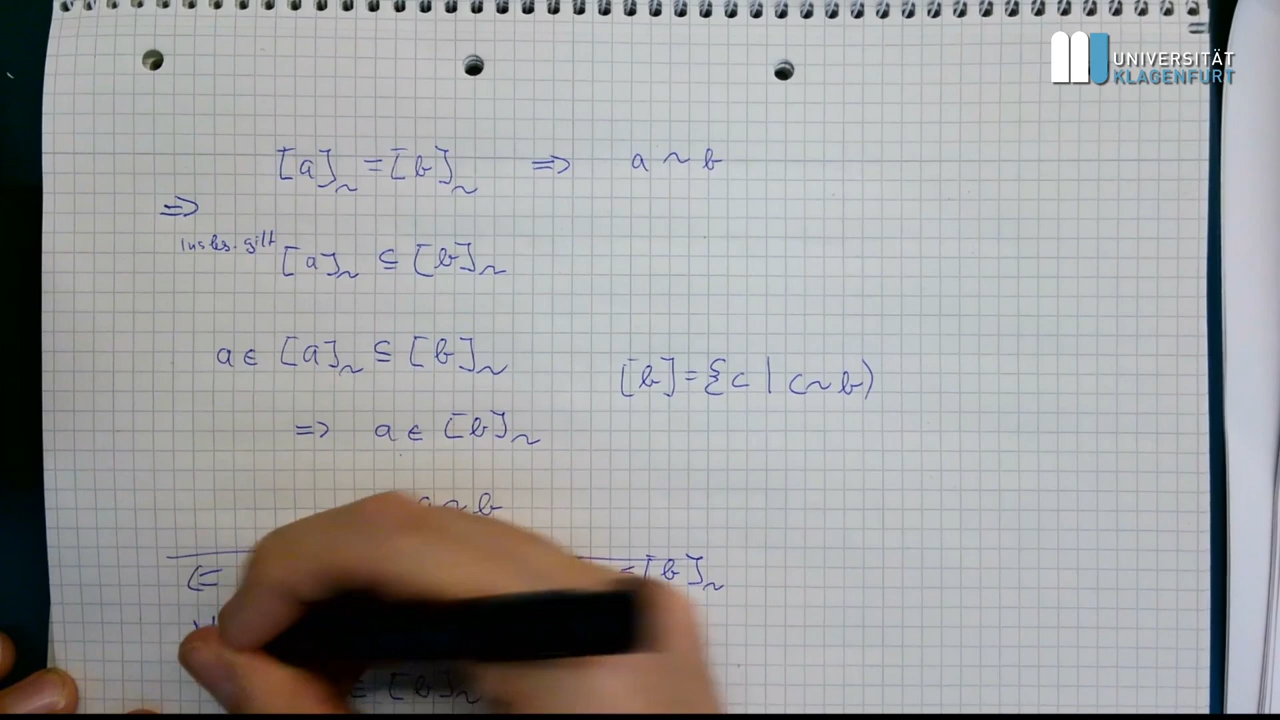 UNIVERSITÄT
KLAGENFURT
[a]~ = [b]~ ⇒ a ~ b
⇒
Insbes. gilt [a]~ ⊆ [b]~
a ∈ [a]~ ⊆ [b]~
[b] = {c | c ~ b)
⇒ a ∈ [b]~
a ~ b
= [b]~
∈ [b]~